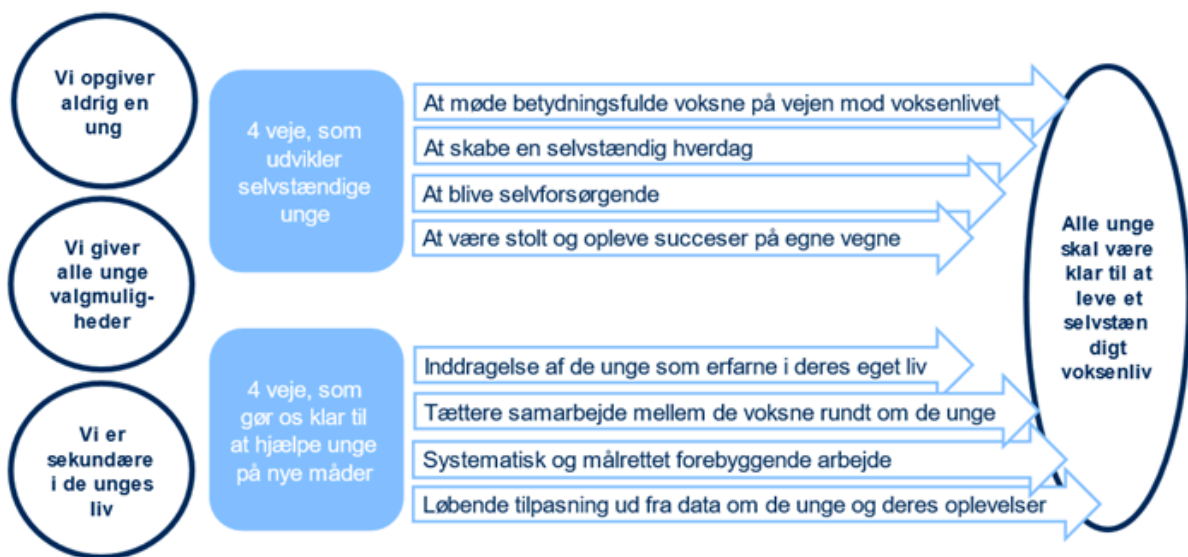 Vi opgiver
aldrig en
ung
Vi giver
alle unge
valgmulig-
heder
Vi er
sekundære
i de unges
liv
4 veje, som
udvikler
selvstændige
unge
At møde betydningsfulde voksne på vejen mod voksenlivet
At skabe en selvstændig hverdag
At blive selvforsørgende
At være stolt og opleve succeser på egne vegne
4 veje, som
gør os klar til
at hjælpe unge
på nye måder
Inddragelse af de unge som erfarne i deres eget liv
Tættere samarbejde mellem de voksne rundt om de unge
Systematisk og målrettet forebyggende arbejde
Løbende tilpasning ud fra data om de unge og deres oplevelser
Alle unge
skal være
klar til at
leve et
selvstæn
digt
voksenliv